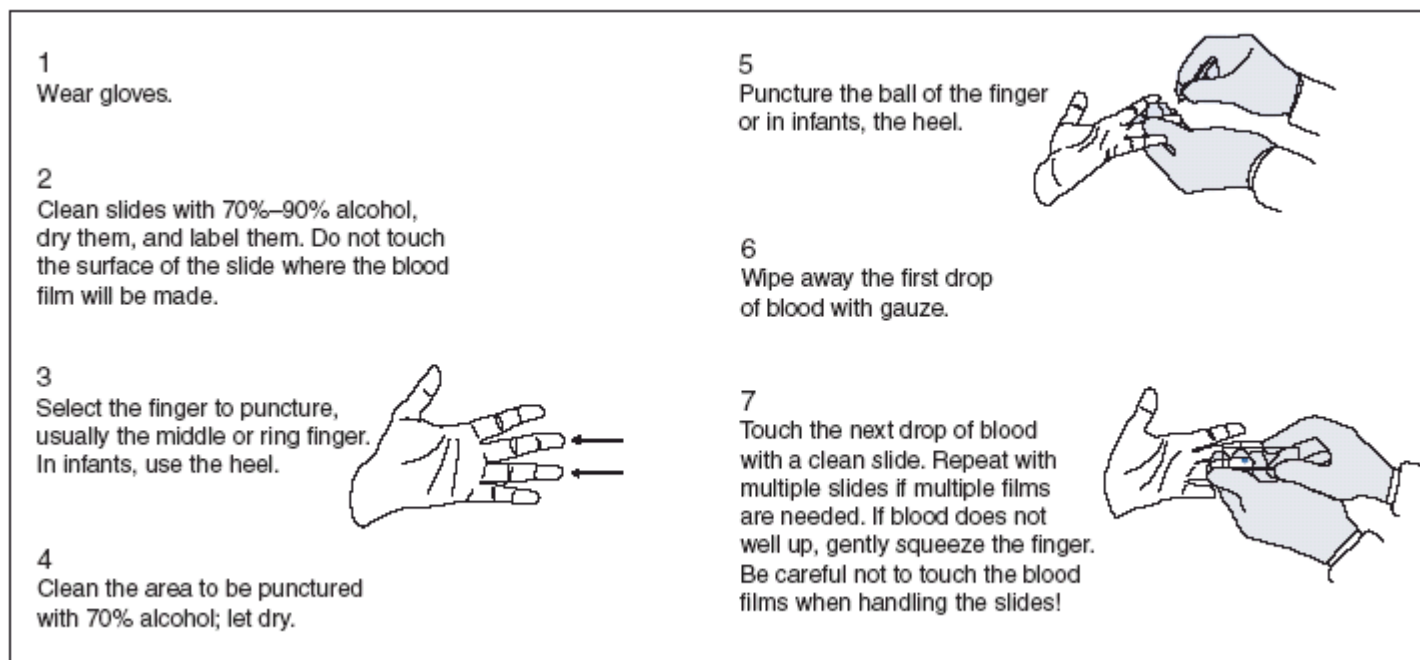 1
Wear gloves.
2
Clean slides with 70%–90% alcohol,
dry them, and label them. Do not touch
the surface of the slide where the blood
film will be made.
3
Select the finger to puncture,
usually the middle or ring finger.
In infants, use the heel.
4
Clean the area to be punctured
with 70% alcohol; let dry.
5
Puncture the ball of the finger
or in infants, the heel.
6
Wipe away the first drop
of blood with gauze.
7
Touch the next drop of blood
with a clean slide. Repeat with
multiple slides if multiple films
are needed. If blood does not
well up, gently squeeze the finger.
Be careful not to touch the blood
films when handling the slides!